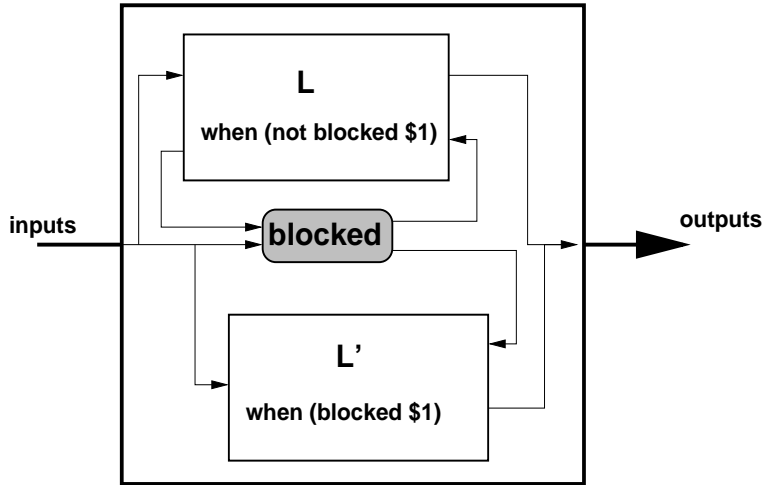 L
when (not blocked $1)
inputs
blocked
outputs
L’
when (blocked $1)